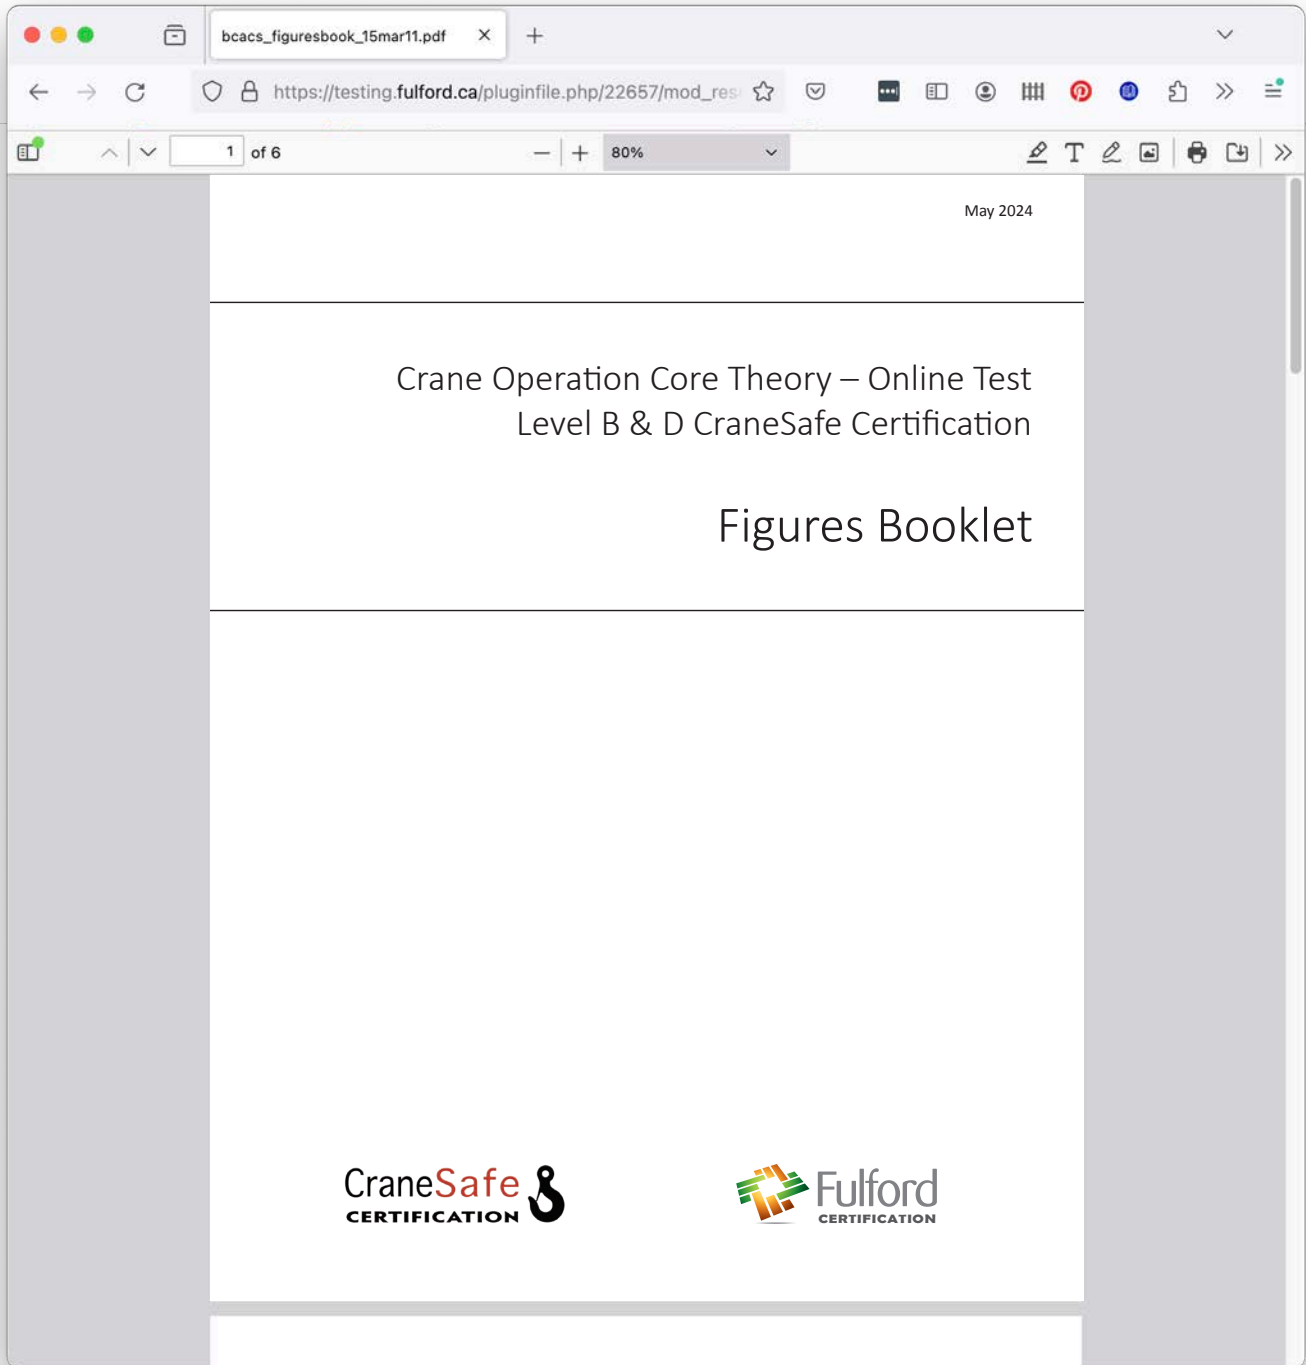 bcacs_figuresbook_15mar11.pdf
https://testing.fulford.ca/pluginfile.php/22657/mod_res
1 of 6
80%
May 2024
Crane Operation Core Theory – Online Test
Level B & D CraneSafe Certification
Figures Booklet
CraneSafe
CERTIFICATION
Fulford
CERTIFICATION